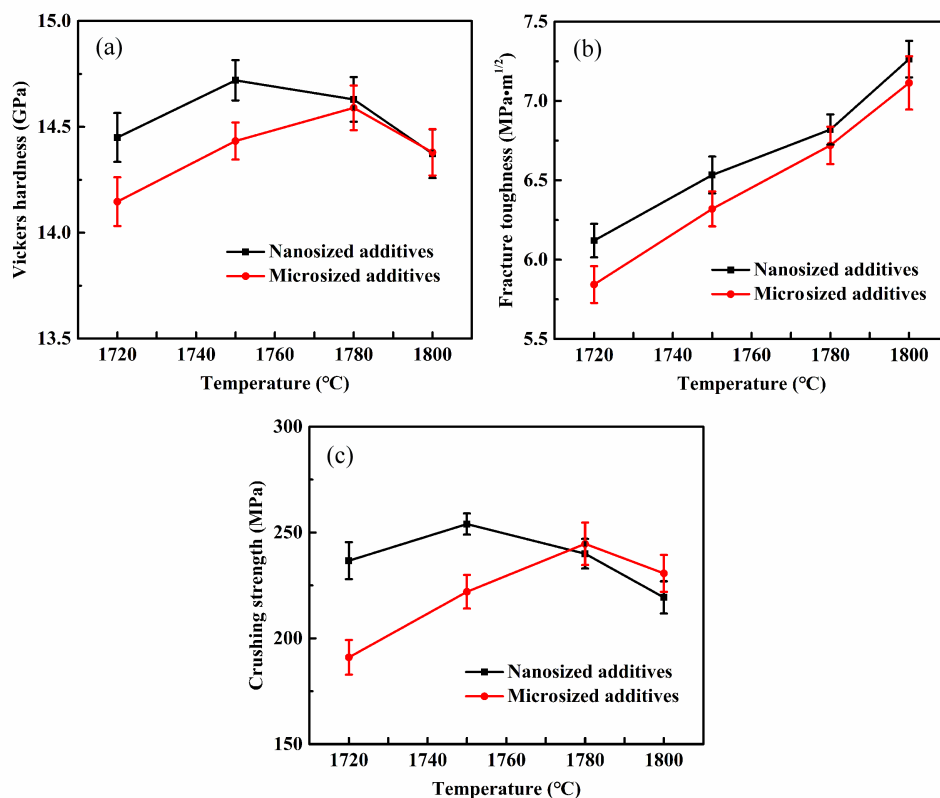 (a)
Vickers hardness (GPa)
15.0
14.5
14.0
13.5
Nanosized additives
Microsized additives
1720 1740 1760 1780 1800
Temperature (℃)
(b)
Fracture toughness (MPa•m1/2)
7.5
7.0
6.5
6.0
5.5
Nanosized additives
Microsized additives
1720 1740 1760 1780 1800
Temperature (℃)
(c)
Crushing strength (MPa)
300
250
200
150
Nanosized additives
Microsized additives
1720 1740 1760 1780 1800
Temperature (℃)